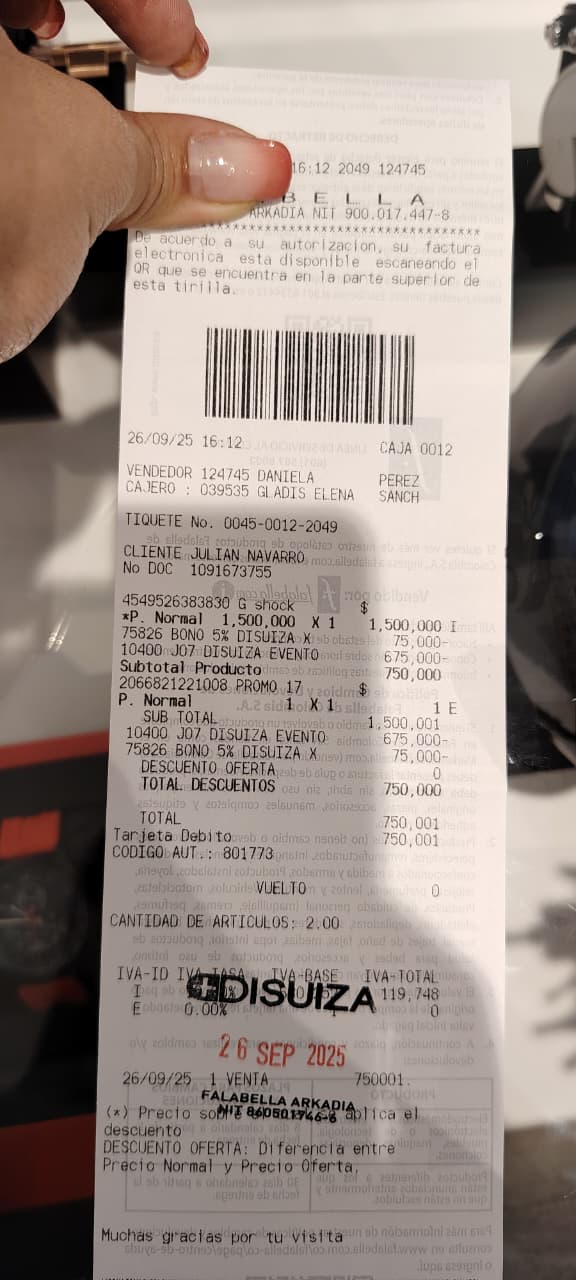 16:12 2049 124745
BELLA
ARKADIA NIT 900.017.447-8
******************************************
De acuerdo a su autorizacion, su factura
electronica esta disponible escaneando el
QR que se encuentra en la parte superior de
esta tirilla.
26/09/25 16:12 CAJA 0012
VENDEDOR 124745 DANIELA PEREZ
CAJERO : 039535 GLADIS ELENA SANCH
TIQUETE No. 0045-0012-2049
CLIENTE JULIAN NAVARRO
No DOC 1091673755
4549526383830 G shock $
*P. Normal 1,500,000 X 1 1,500,000 I
75826 BONO 5% DISUIZA X 75,000-
10400 J07 DISUIZA EVENTO 675,000-
Subtotal Producto 750,000
2066821221008 PROMO 17 $
P. Normal 1 X 1 1 E
SUB TOTAL 1,500,001
10400 J07 DISUIZA EVENTO 675,000-
75826 BONO 5% DISUIZA X 75,000-
DESCUENTO OFERTA 0
TOTAL DESCUENTOS 750,000
TOTAL 750,001
Tarjeta Debito 750,001
CODIGO AUT.: 801773
VUELTO 0
CANTIDAD DE ARTICULOS: 2.00
IVA-ID IVA-TASA IVA-BASE IVA-TOTAL
I 119,748
DISUIZA
E 0.00% 0
26 SEP 2025
26/09/25 1 VENTA 750001.
FALABELLA ARKADIA
NIT 860501746-6
(*) Precio aplica el
descuento
DESCUENTO OFERTA: Diferencia entre
Precio Normal y Precio Oferta.
Muchas gracias por tu visita